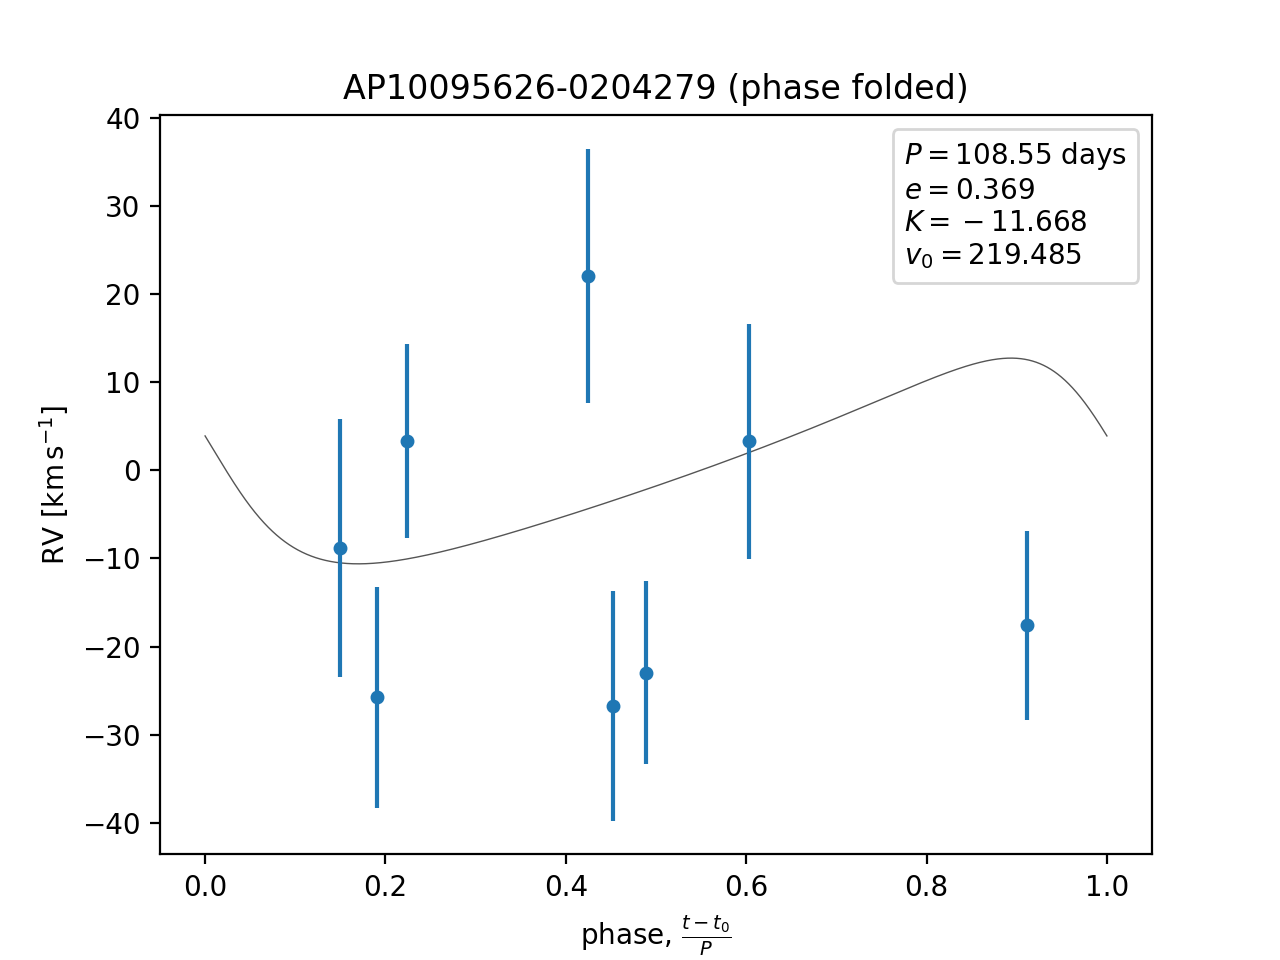 AP10095626-0204279 (phase folded)
P = 108.55 days
e = 0.369
K = −11.668
v₀ = 219.485
40
30
20
10
0
−10
−20
−30
−40
RV [km s⁻¹]
0.0 0.2 0.4 0.6 0.8 1.0
phase, (t − t₀)/P